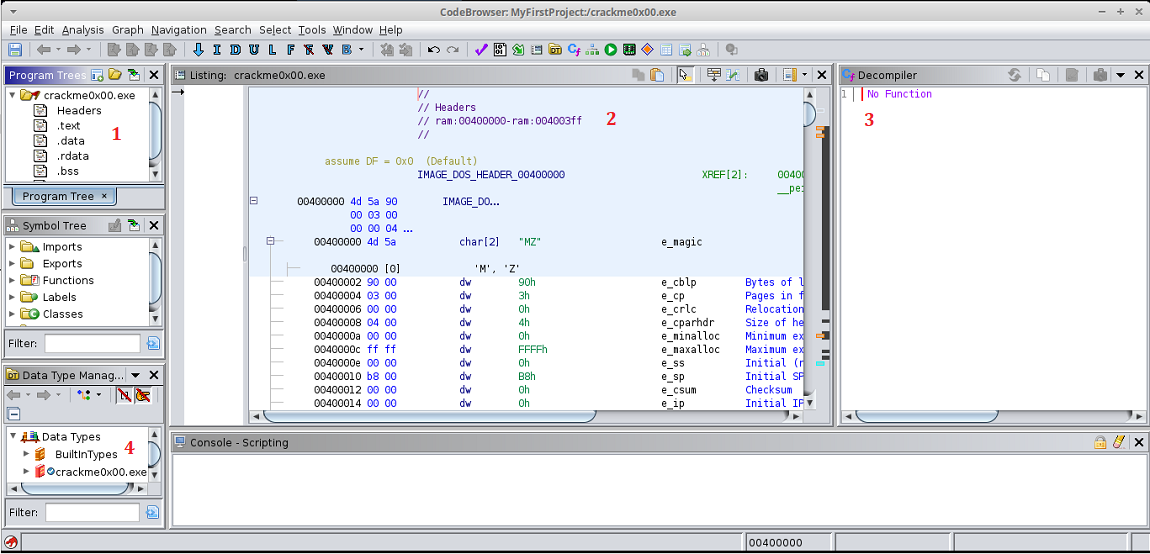 CodeBrowser: MyFirstProject:/crackme0x00.exe
File Edit Analysis Graph Navigation Search Select Tools Window Help
I D U L F R V B
Program Trees
crackme0x00.exe
Headers
.text
.data
.rdata
.bss
1
Program Tree ×
Symbol Tree
Imports
Exports
Functions
Labels
Classes
Filter:
Data Type Manag...
Data Types
BuiltInTypes
crackme0x00.exe
4
Filter:
Listing: crackme0x00.exe
//
// Headers
// ram:00400000-ram:004003ff
//
2
assume DF = 0x0 (Default)
IMAGE_DOS_HEADER_00400000 XREF[2]: 00400
__pei
00400000 4d 5a 90 IMAGE_DO...
00 03 00
00 00 04 ...
00400000 4d 5a char[2] "MZ" e_magic
00400000 [0] 'M', 'Z'
00400002 90 00 dw 90h e_cblp Bytes of l
00400004 03 00 dw 3h e_cp Pages in f
00400006 00 00 dw 0h e_crlc Relocation
00400008 04 00 dw 4h e_cparhdr Size of he
0040000a 00 00 dw 0h e_minalloc Minimum ex
0040000c ff ff dw FFFFh e_maxalloc Maximum ex
0040000e 00 00 dw 0h e_ss Initial (r
00400010 b8 00 dw B8h e_sp Initial SP
00400012 00 00 dw 0h e_csum Checksum
00400014 00 00 dw 0h e_ip Initial IP
Decompiler
1 No Function
3
Console - Scripting
00400000